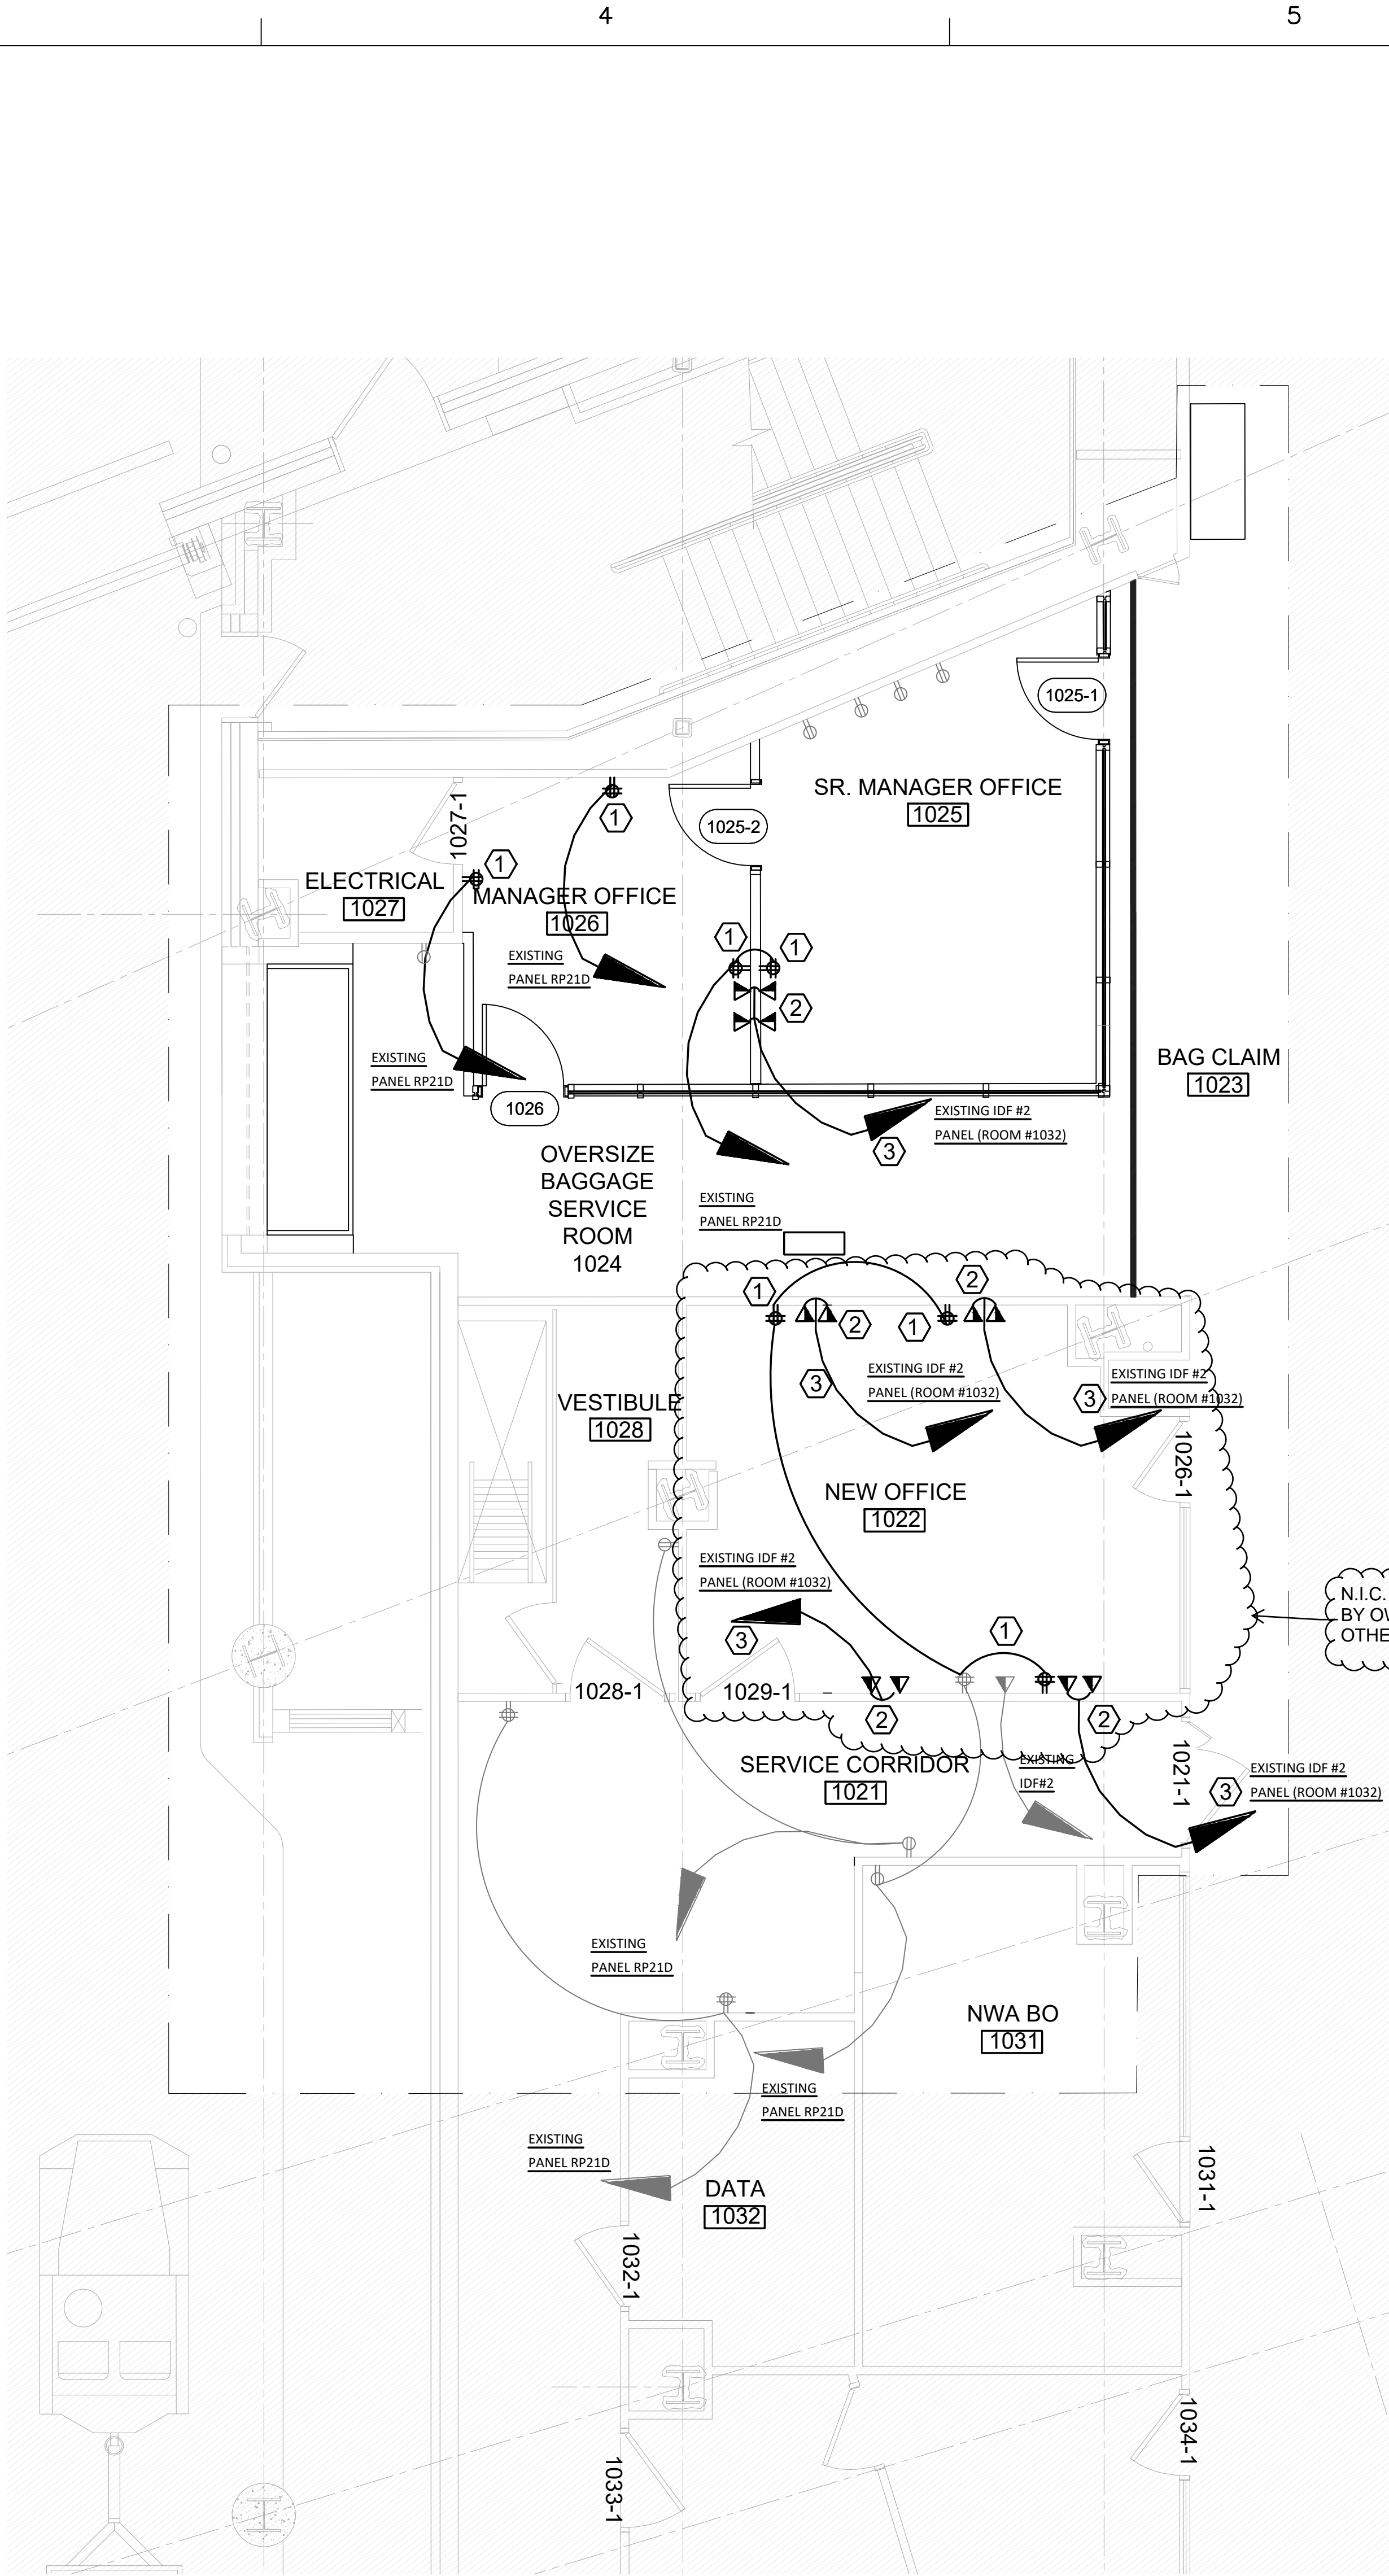 4
5
1025-1
SR. MANAGER OFFICE
1025
1025-2
1
1027-1
1
ELECTRICAL
1027
MANAGER OFFICE
1026
EXISTING
PANEL RP21D
1
1
2
EXISTING
PANEL RP21D
1026
BAG CLAIM
1023
EXISTING IDF #2
PANEL (ROOM #1032)
3
OVERSIZE
BAGGAGE
SERVICE
ROOM
1024
EXISTING
PANEL RP21D
1
2
2
1
EXISTING IDF #2
PANEL (ROOM #1032)
3
EXISTING IDF #2
PANEL (ROOM #1032)
3
VESTIBULE
1028
1026-1
NEW OFFICE
1022
EXISTING IDF #2
PANEL (ROOM #1032)
3
1
N.I.C.
1028-1
1029-1
2
2
SERVICE CORRIDOR
1021
EXISTING
IDF#2
1021-1
3
EXISTING IDF #2
PANEL (ROOM #1032)
EXISTING
PANEL RP21D
NWA BO
1031
EXISTING
PANEL RP21D
EXISTING
PANEL RP21D
DATA
1032
1031-1
1032-1
1034-1
1033-1